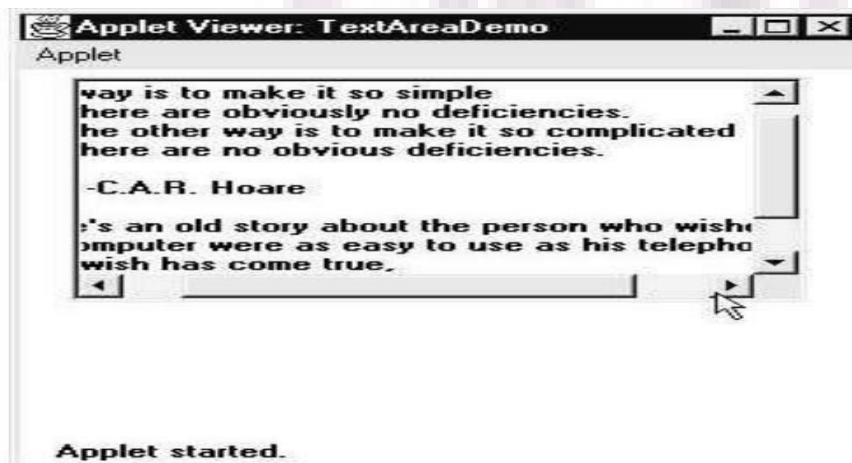 Applet Viewer: TextAreaDemo
Applet
way is to make it so simple
here are obviously no deficiencies.
he other way is to make it so complicated
here are no obvious deficiencies.
-C.A.R. Hoare
e's an old story about the person who wishe
omputer were as easy to use as his telepho
wish has come true,
Applet started.